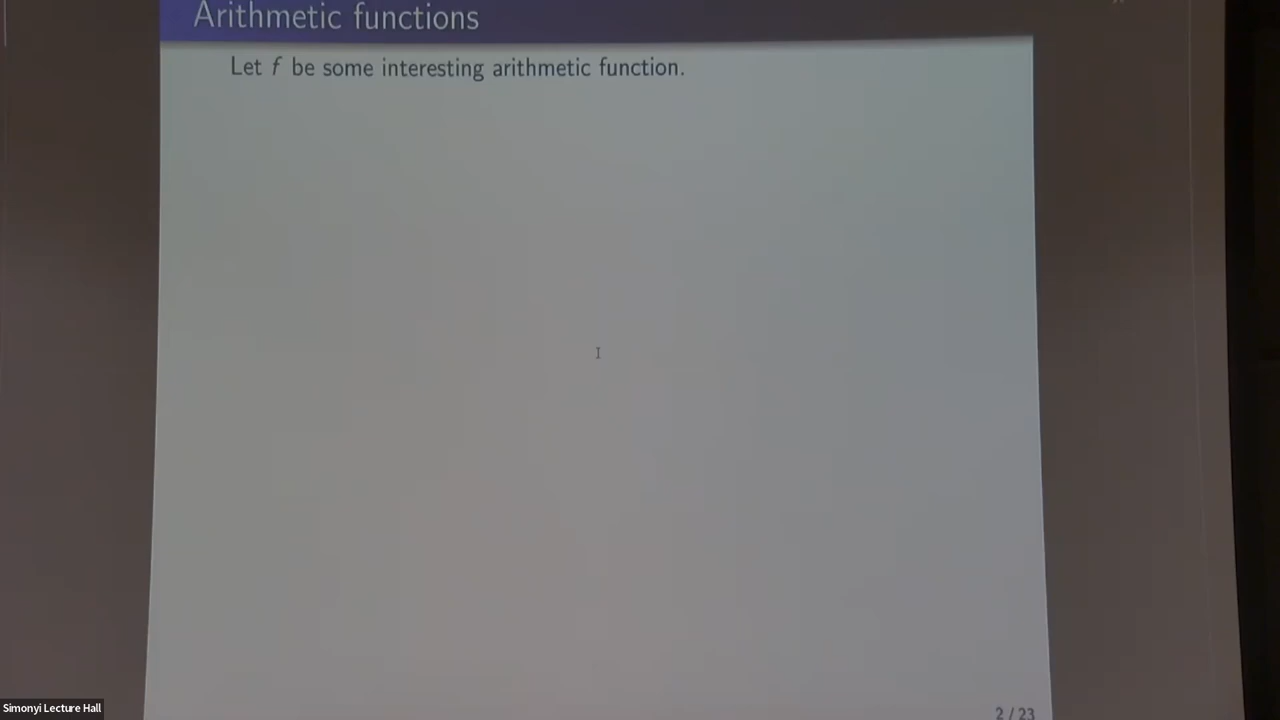 Arithmetic functions
Let f be some interesting arithmetic function.
2 / 23
Simonyi Lecture Hall